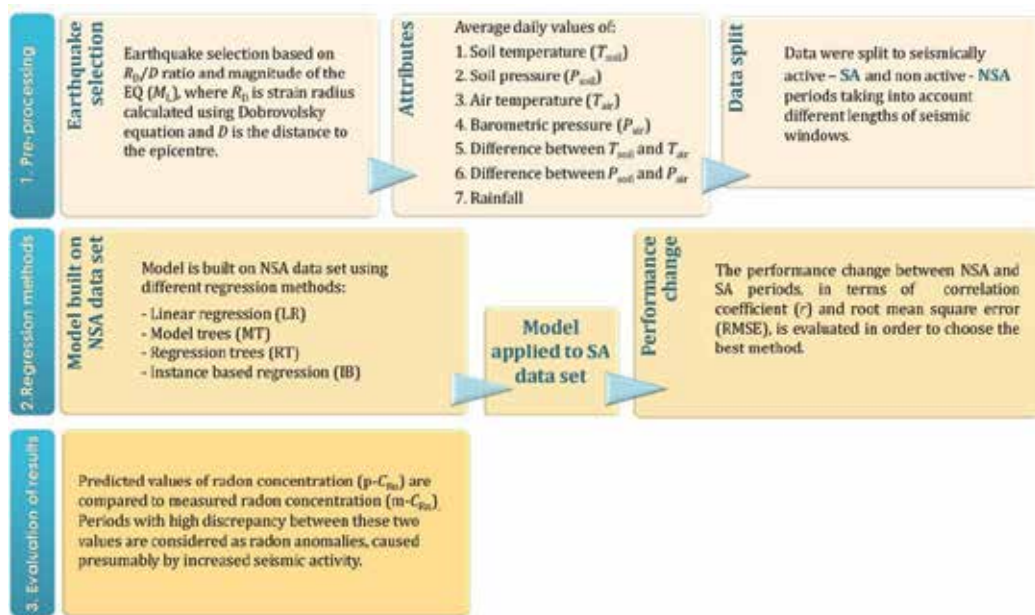 1. Pre-processing
Earthquake
selection
Earthquake selection based on
R_D/D ratio and magnitude of the
EQ (M_L), where R_D is strain radius
calculated using Dobrovolsky
equation and D is the distance to
the epicentre.
Attributes
Average daily values of:
1. Soil temperature (T_soil)
2. Soil pressure (P_soil)
3. Air temperature (T_air)
4. Barometric pressure (P_air)
5. Difference between T_soil and T_air
6. Difference between P_soil and P_air
7. Rainfall
Data split
Data were split to seismically
active – SA and non active - NSA
periods taking into account
different lengths of seismic
windows.
2.Regression methods
Model built on
NSA data set
Model is built on NSA data set using
different regression methods:
- Linear regression (LR)
- Model trees (MT)
- Regression trees (RT)
- Instance based regression (IB)
Model
applied to SA
data set
Performance
change
The performance change between NSA and
SA periods, in terms of correlation
coefficient (r) and root mean square error
(RMSE), is evaluated in order to choose the
best method.
3. Evaluation of results
Predicted values of radon concentration (p-C_Rn) are
compared to measured radon concentration (m-C_Rn)
Periods with high discrepancy between these two
values are considered as radon anomalies, caused
presumably by increased seismic activity.